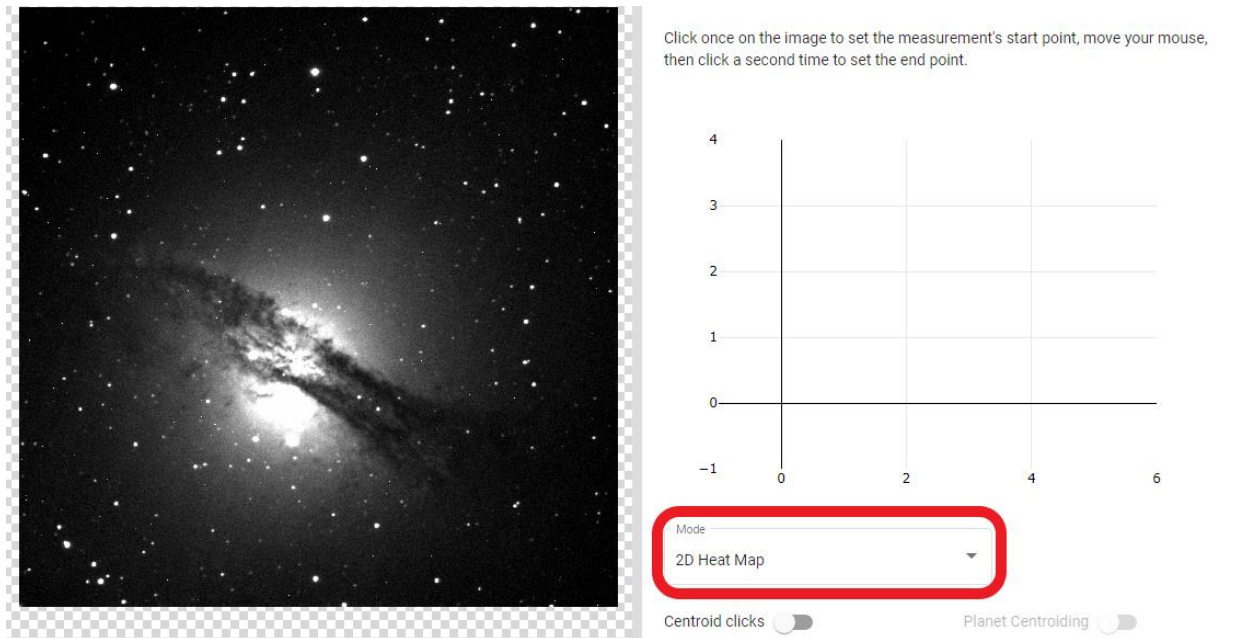 Click once on the image to set the measurement's start point, move your mouse,
then click a second time to set the end point.
4
3
2
1
0
−1
0 2 4 6
Mode
2D Heat Map
Centroid clicks Planet Centroiding